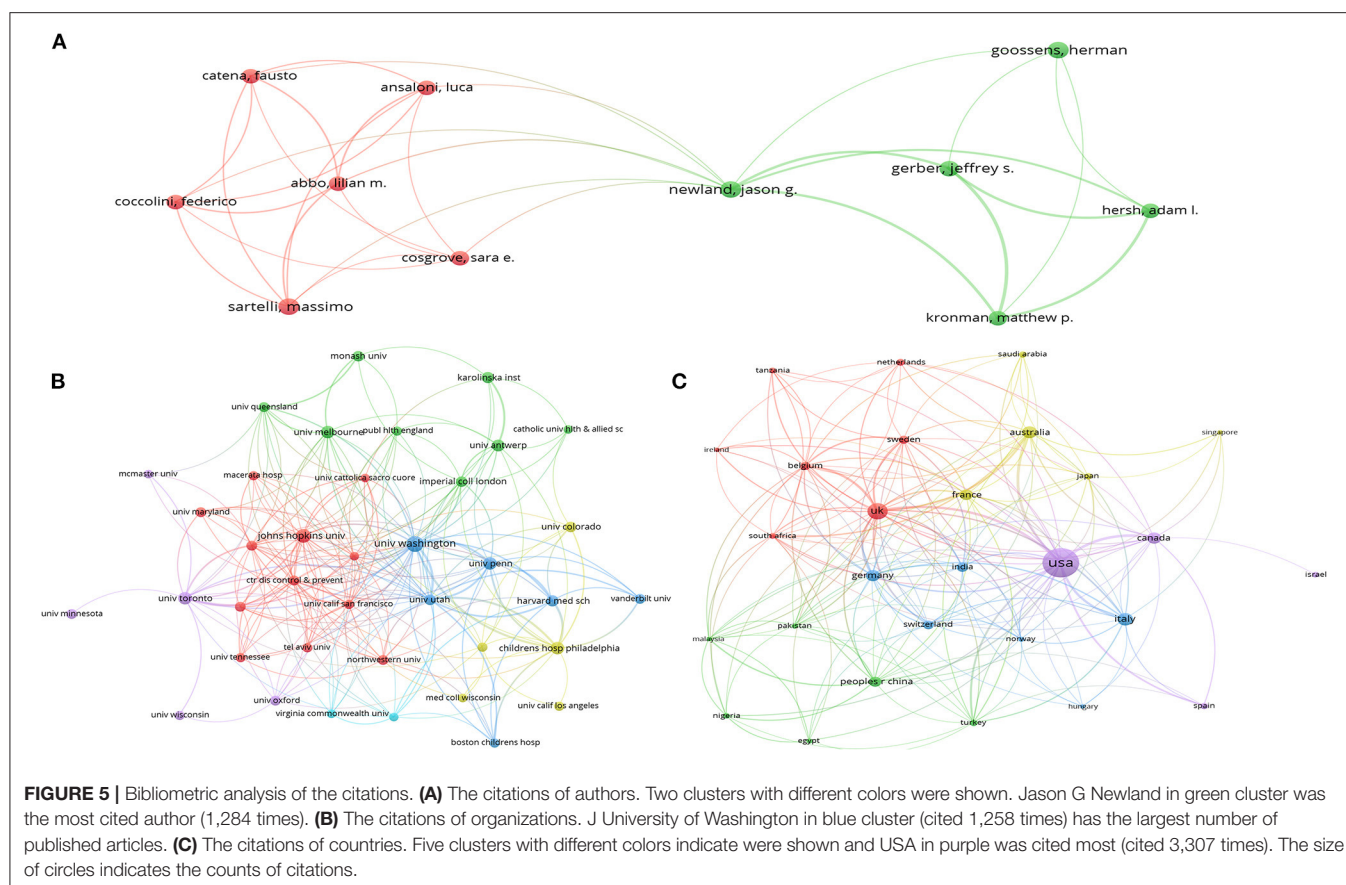 A
catena, fausto
ansaloni, luca
abbo, lilian m.
coccolini, federico
cosgrove, sara e.
sartelli, massimo
goossens, herman
newland, jason g.
gerber, jeffrey s.
hersh, adam l.
kronman, matthew p.
B
monash univ
karolinska inst
univ queensland
univ melbourne
publ hlth england
catholic univ hlth & allied sc
univ antwerp
mcmaster univ
macerata hosp
univ cattolica sacro cuore
imperial coll london
univ maryland
johns hopkins univ
univ washington
univ colorado
univ penn
ctr dis control & prevent
univ toronto
univ calif san francisco
univ utah
harvard med sch
vanderbilt univ
univ minnesota
tel aviv univ
univ tennessee
northwestern univ
childrens hosp philadelphia
univ oxford
med coll wisconsin
univ calif los angeles
univ wisconsin
virginia commonwealth univ
boston childrens hosp
C
tanzania
netherlands
saudi arabia
ireland
sweden
australia
singapore
belgium
japan
france
uk
south africa
canada
usa
germany
india
israel
pakistan
switzerland
italy
malaysia
norway
peoples r china
nigeria
egypt
turkey
hungary
spain
FIGURE 5 | Bibliometric analysis of the citations. (A) The citations of authors. Two clusters with different colors were shown. Jason G Newland in green cluster was
the most cited author (1,284 times). (B) The citations of organizations. J University of Washington in blue cluster (cited 1,258 times) has the largest number of
published articles. (C) The citations of countries. Five clusters with different colors indicate were shown and USA in purple was cited most (cited 3,307 times). The size
of circles indicates the counts of citations.